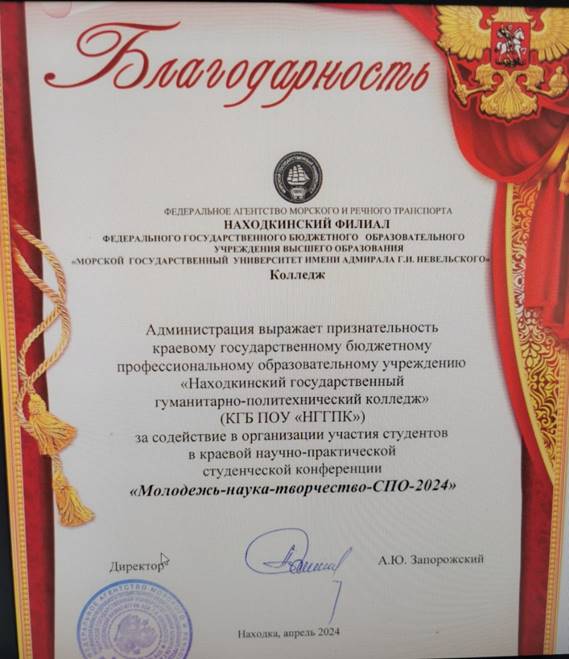 Благодарность
ФЕДЕРАЛЬНОЕ АГЕНТСТВО МОРСКОГО И РЕЧНОГО ТРАНСПОРТА
НАХОДКИНСКИЙ ФИЛИАЛ
ФЕДЕРАЛЬНОГО ГОСУДАРСТВЕННОГО БЮДЖЕТНОГО ОБРАЗОВАТЕЛЬНОГО
УЧРЕЖДЕНИЯ ВЫСШЕГО ОБРАЗОВАНИЯ
«МОРСКОЙ ГОСУДАРСТВЕННЫЙ УНИВЕРСИТЕТ ИМЕНИ АДМИРАЛА Г.И. НЕВЕЛЬСКОГО»
Колледж
Администрация выражает признательность
краевому государственному бюджетному
профессиональному образовательному учреждению
«Находкинский государственный
гуманитарно-политехнический колледж»
(КГБ ПОУ «НГГПК»)
за содействие в организации участия студентов
в краевой научно-практической
студенческой конференции
«Молодежь-наука-творчество-СПО-2024»
Директор
А.Ю. Запорожский
Находка, апрель 2024